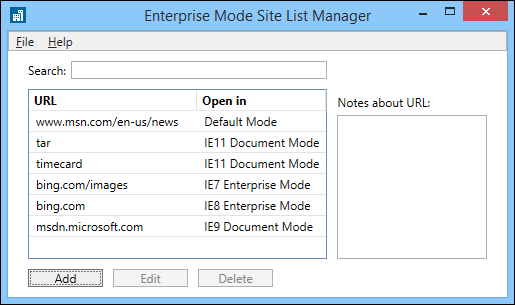 Enterprise Mode Site List Manager
File Help
Search:
URL Open in
Notes about URL:
www.msn.com/en-us/news Default Mode
tar IE11 Document Mode
timecard IE11 Document Mode
bing.com/images IE7 Enterprise Mode
bing.com IE8 Enterprise Mode
msdn.microsoft.com IE9 Document Mode
Add Edit Delete